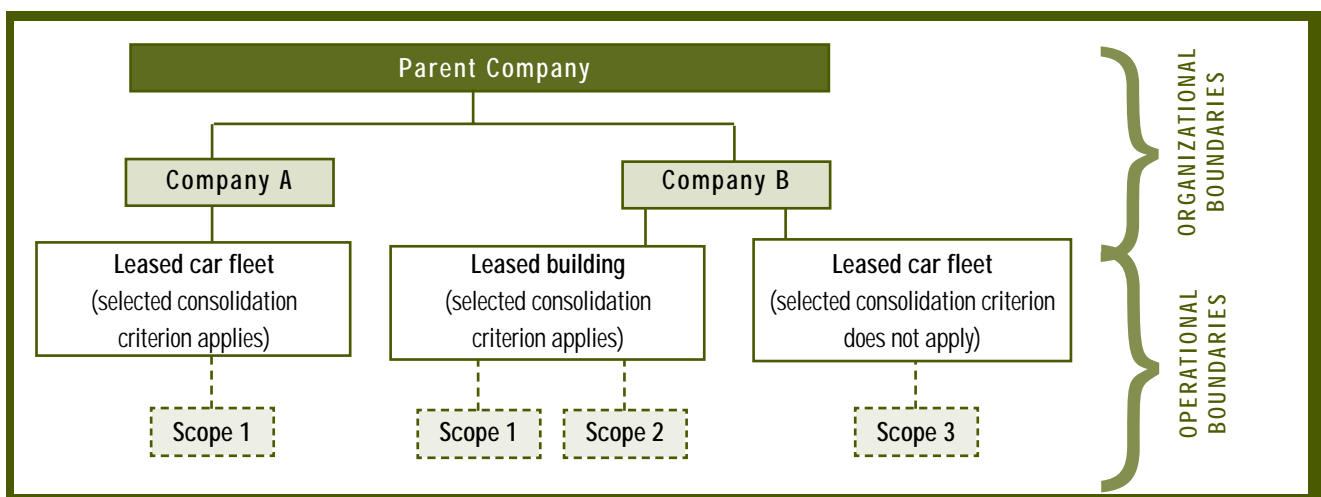 Parent Company
Company A
Company B
Leased car fleet
(selected consolidation
criterion applies)
Leased building
(selected consolidation
criterion applies)
Leased car fleet
(selected consolidation criterion
does not apply)
Scope 1
Scope 1
Scope 2
Scope 3
ORGANIZATIONAL
BOUNDARIES
OPERATIONAL
BOUNDARIES